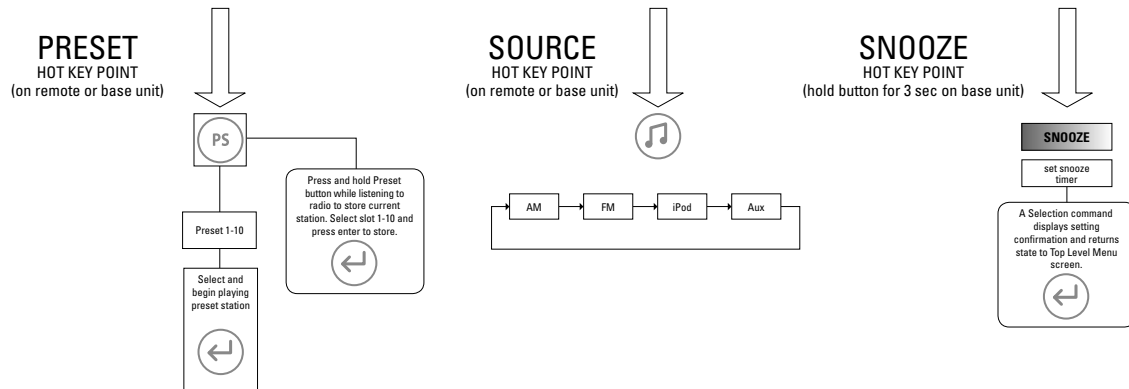 PRESET
HOT KEY POINT
(on remote or base unit)
PS
Press and hold Preset
button while listening to
radio to store current
station. Select slot 1-10 and
press enter to store.
Preset 1-10
Select and
begin playing
preset station
SOURCE
HOT KEY POINT
(on remote or base unit)
AM
FM
iPod
Aux
SNOOZE
HOT KEY POINT
(hold button for 3 sec on base unit)
SNOOZE
set snooze
timer
A Selection command
displays setting
confirmation and returns
state to Top Level Menu
screen.